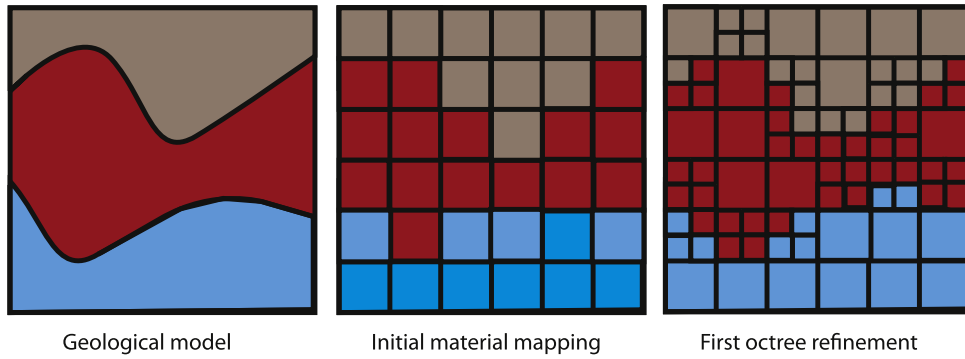 Geological model
Initial material mapping
First octree refinement